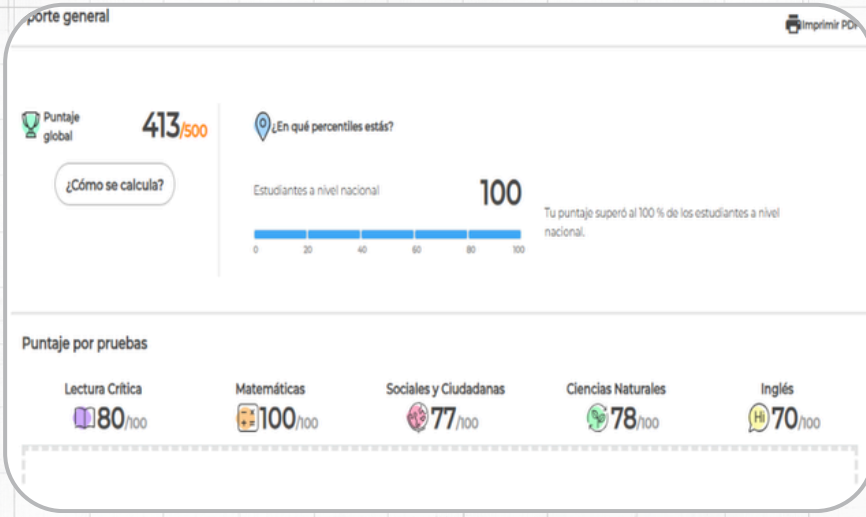 porte general
Imprimir PDF
Puntaje global
413/500
¿Cómo se calcula?
¿En qué percentiles estás?
Estudiantes a nivel nacional
100
0 20 40 60 80 100
Tu puntaje superó al 100 % de los estudiantes a nivel
nacional.
Puntaje por pruebas
Lectura Crítica
80/100
Matemáticas
100/100
Sociales y Ciudadanas
77/100
Ciencias Naturales
78/100
Inglés
Hi
70/100